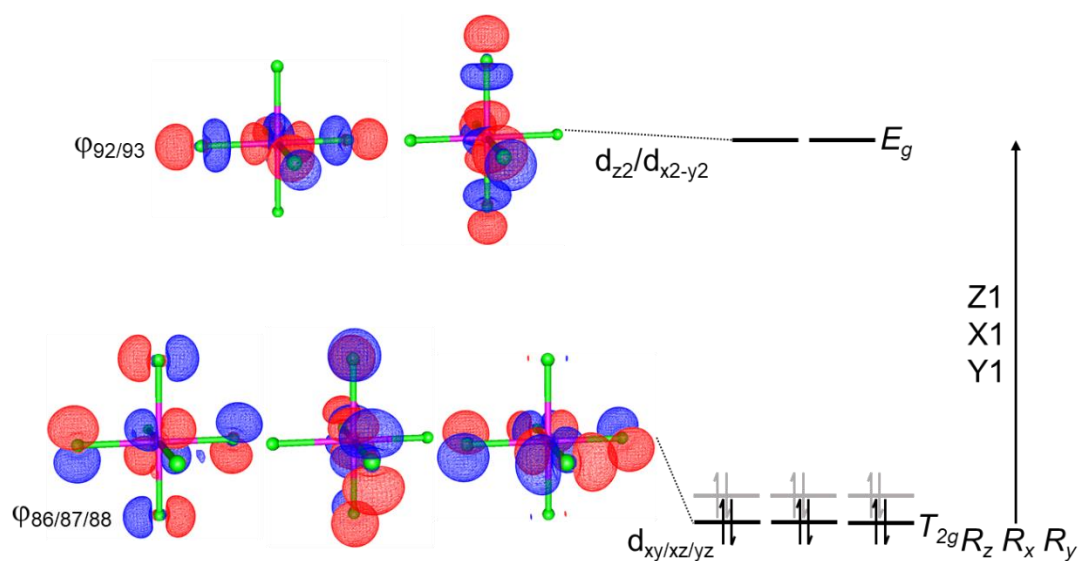 φ92/93
dz2/dx2-y2
Eg
Z1
X1
Y1
φ86/87/88
dxy/xz/yz
T2g Rz Rx Ry